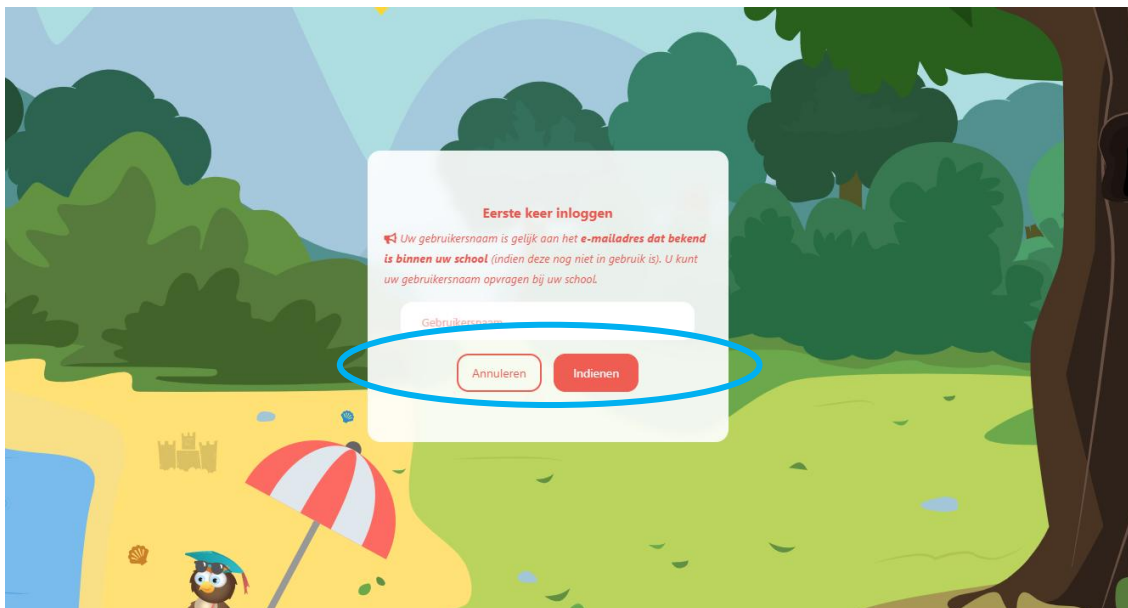 Eerste keer inloggen
Uw gebruikersnaam is gelijk aan het e-mailadres dat bekend
is binnen uw school (indien deze nog niet in gebruik is). U kunt
uw gebruikersnaam opvragen bij uw school.
Gebruikersnaam
Annuleren Indienen